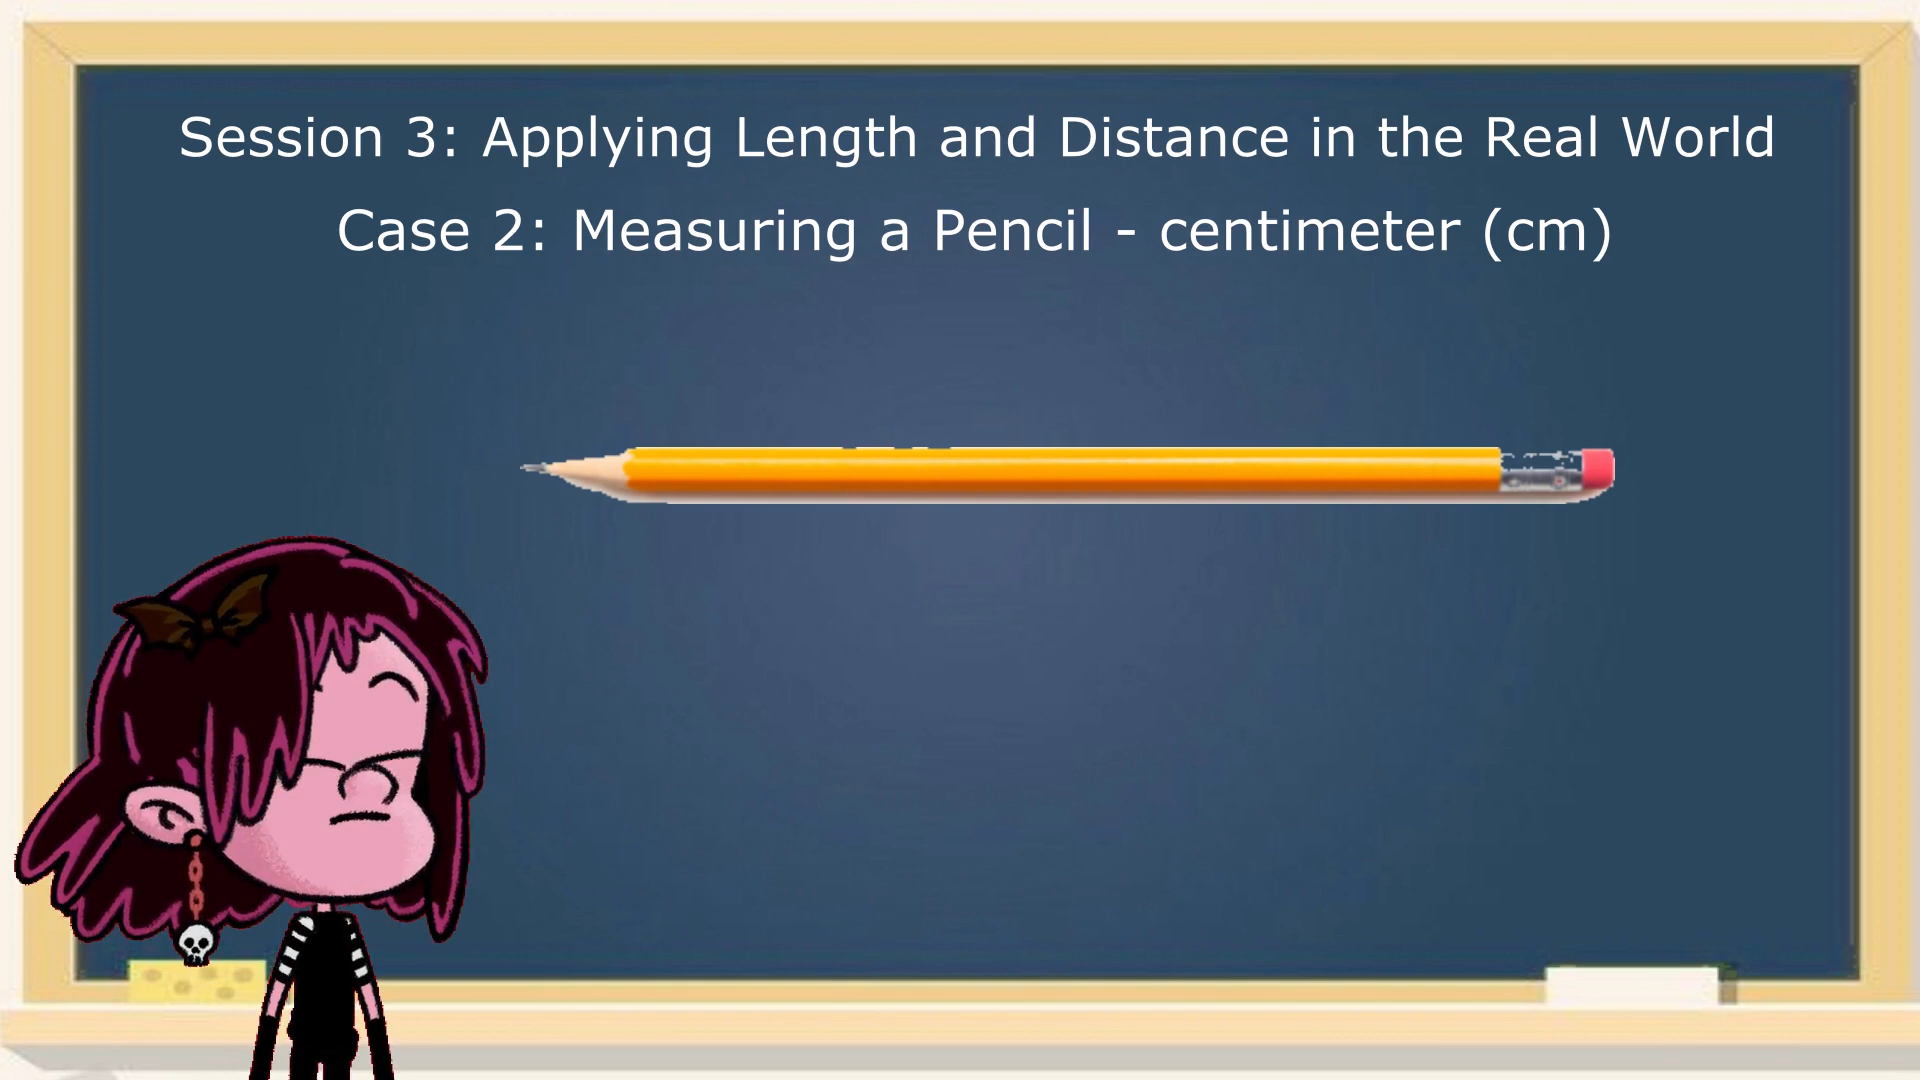 Session 3: Applying Length and Distance in the Real World
Case 2: Measuring a Pencil - centimeter (cm)